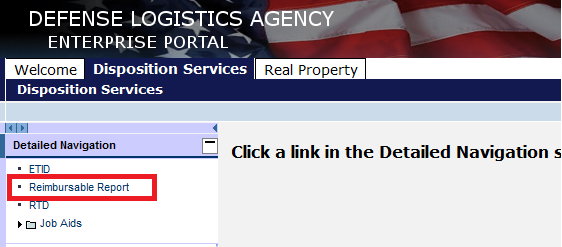 DEFENSE LOGISTICS AGENCY
ENTERPRISE PORTAL
Welcome Disposition Services Real Property
Disposition Services
Detailed Navigation
Click a link in the Detailed Navigation s
ETID
Reimbursable Report
RTD
Job Aids